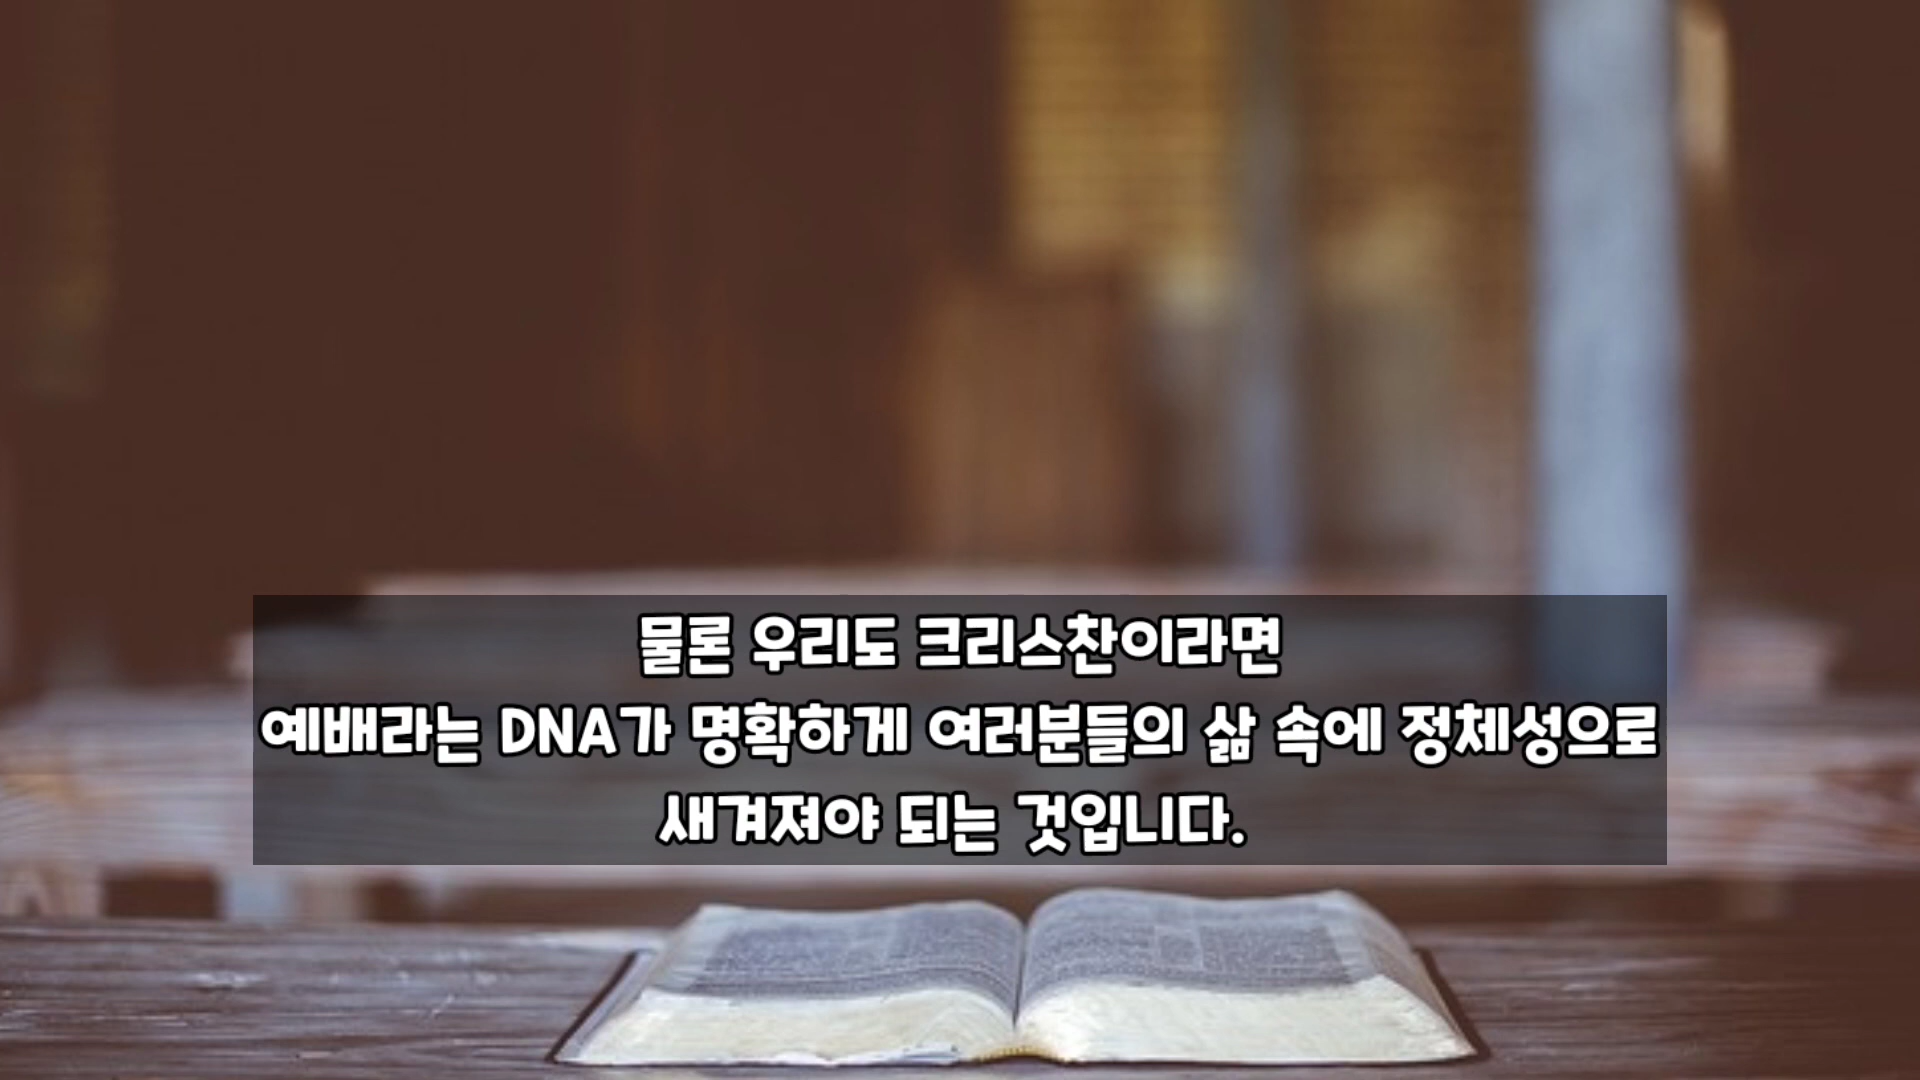 물론 우리도 크리스찬이라면
예배라는 DNA가 명확하게 여러분들의 삶 속에 정체성으로
새겨져야 되는 것입니다.